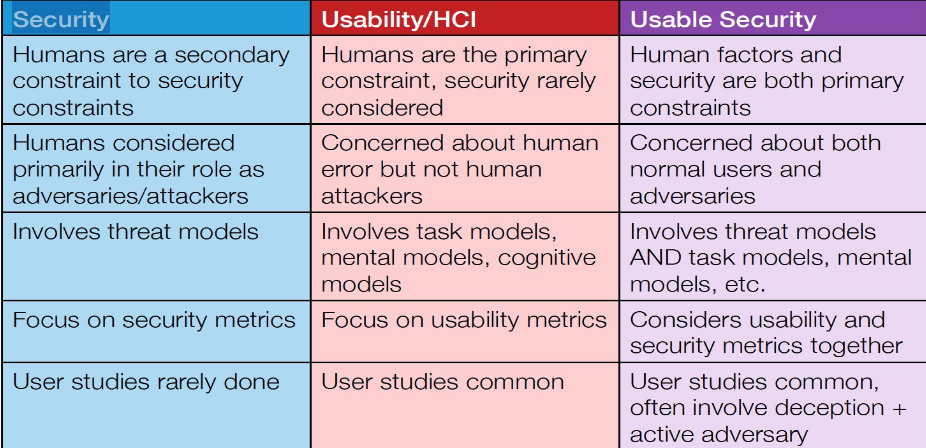 Security
Usability/HCI
Usable Security
Humans are a secondary
constraint to security
constraints
Humans are the primary
constraint, security rarely
considered
Human factors and
security are both primary
constraints
Humans considered
primarily in their role as
adversaries/attackers
Concerned about human
error but not human
attackers
Concerned about both
normal users and
adversaries
Involves threat models
Involves task models,
mental models, cognitive
models
Involves threat models
AND task models, mental
models, etc.
Focus on security metrics
Focus on usability metrics
Considers usability and
security metrics together
User studies rarely done
User studies common
User studies common,
often involve deception +
active adversary